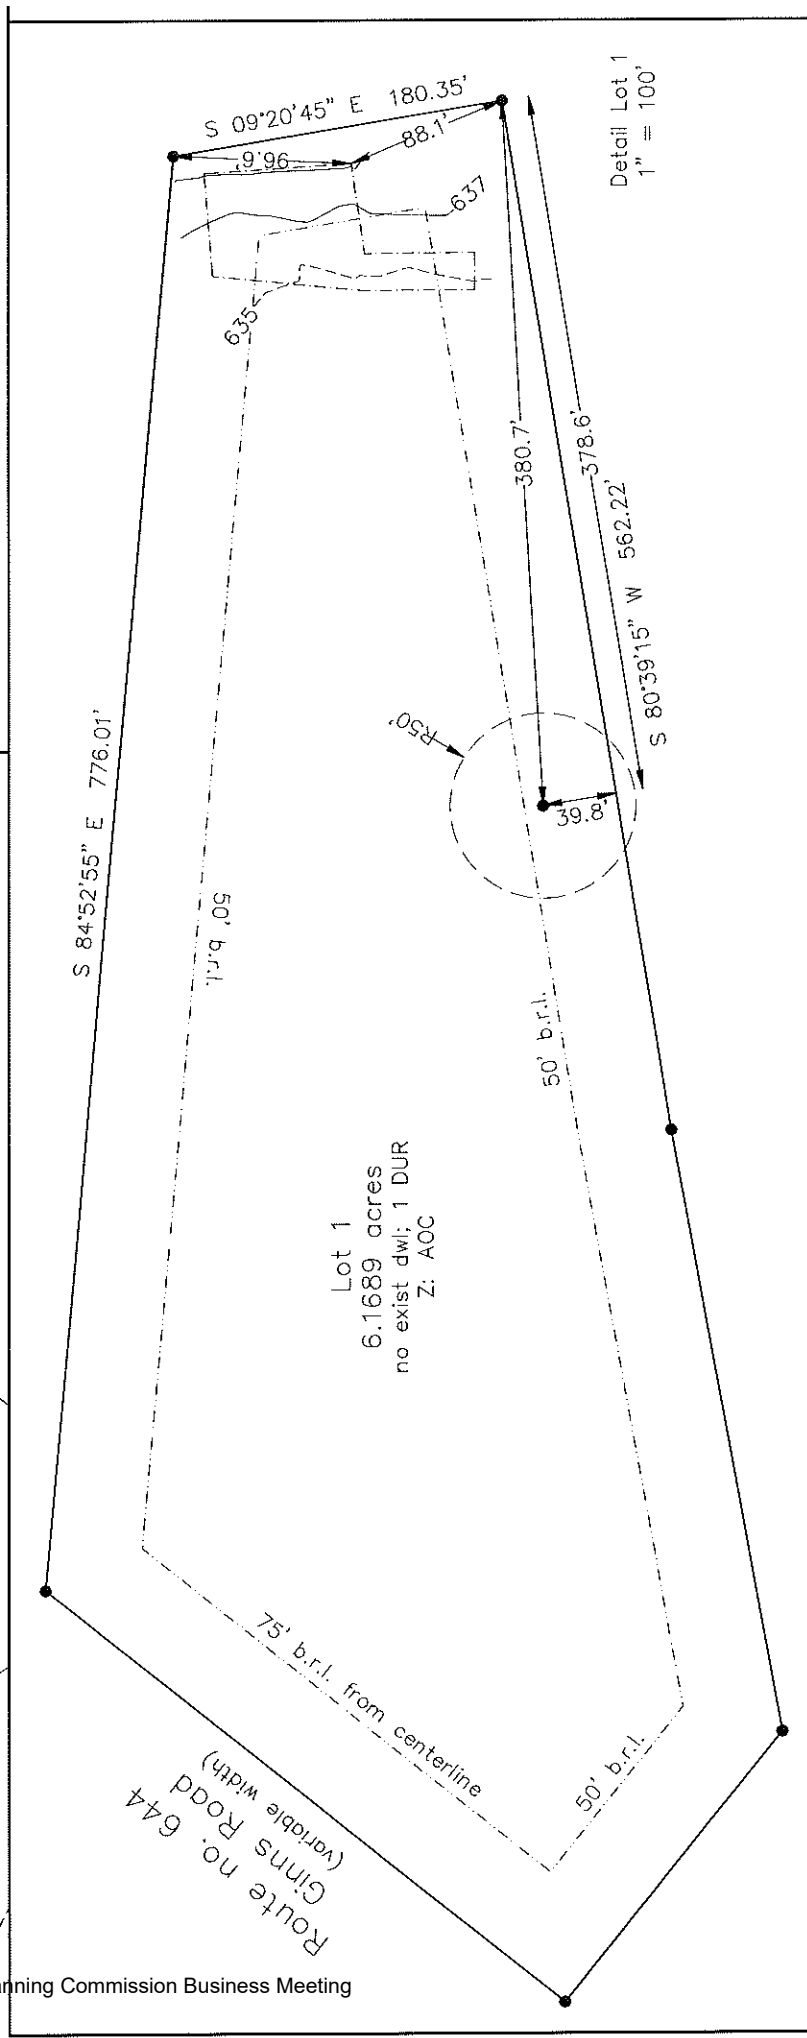 S 09°20'45" E 180.35'
88.1'
96.6'
637
635
Detail Lot 1
1" = 100'
380.7'
378.6'
S 80°39'15" W 562.22'
S 84°52'55" E 776.01'
R50'
39.8'
50' b.r.l.
50' b.r.l.
Lot 1
6.1689 acres
no exist dwl; 1 DUR
Z: AOC
75' b.r.l. from centerline
50' b.r.l.
Route no. 644
Ginns Road
(variable width)
anning Commission Business Meeting